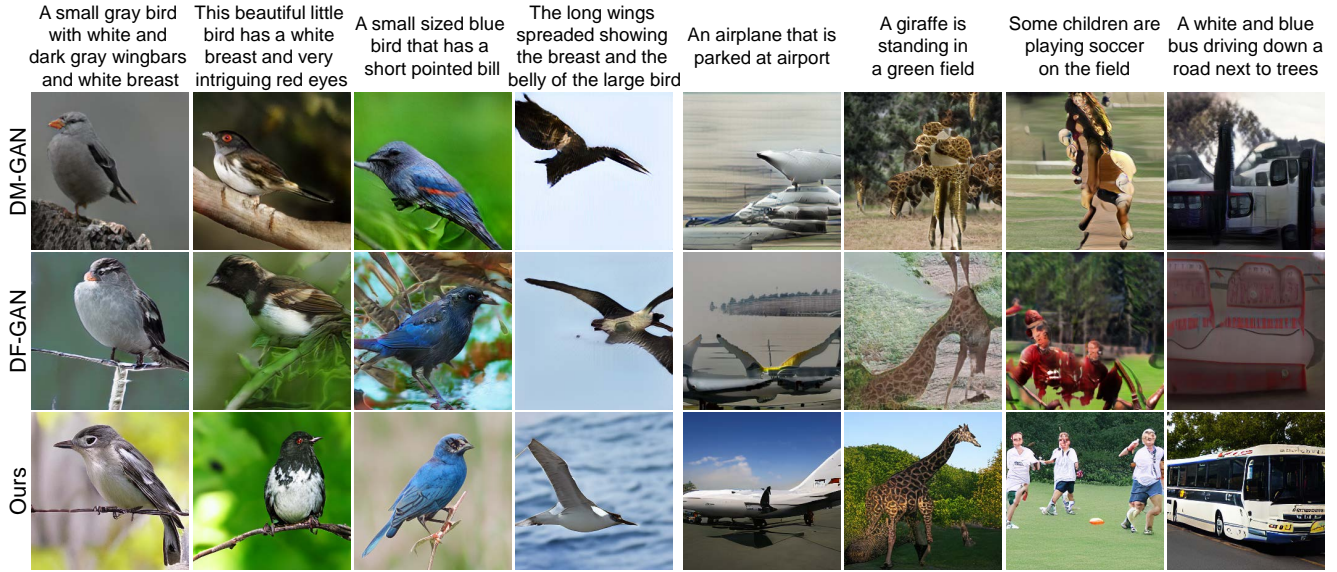 A small gray bird
with white and
dark gray wingbars
and white breast
This beautiful little
bird has a white
breast and very
intriguing red eyes
A small sized blue
bird that has a
short pointed bill
The long wings
spreaded showing
the breast and the
belly of the large bird
An airplane that is
parked at airport
A giraffe is
standing in
a green field
Some children are
playing soccer
on the field
A white and blue
bus driving down a
road next to trees
DM-GAN
DF-GAN
Ours